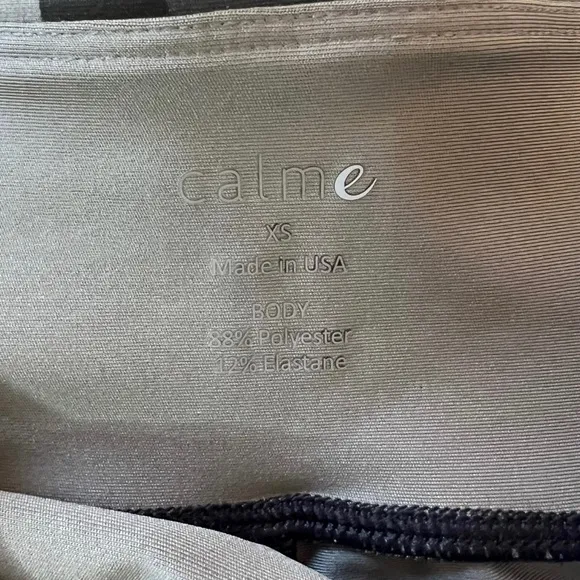 calme
XS
Made in USA
BODY
88% Polyester
12% Elastane